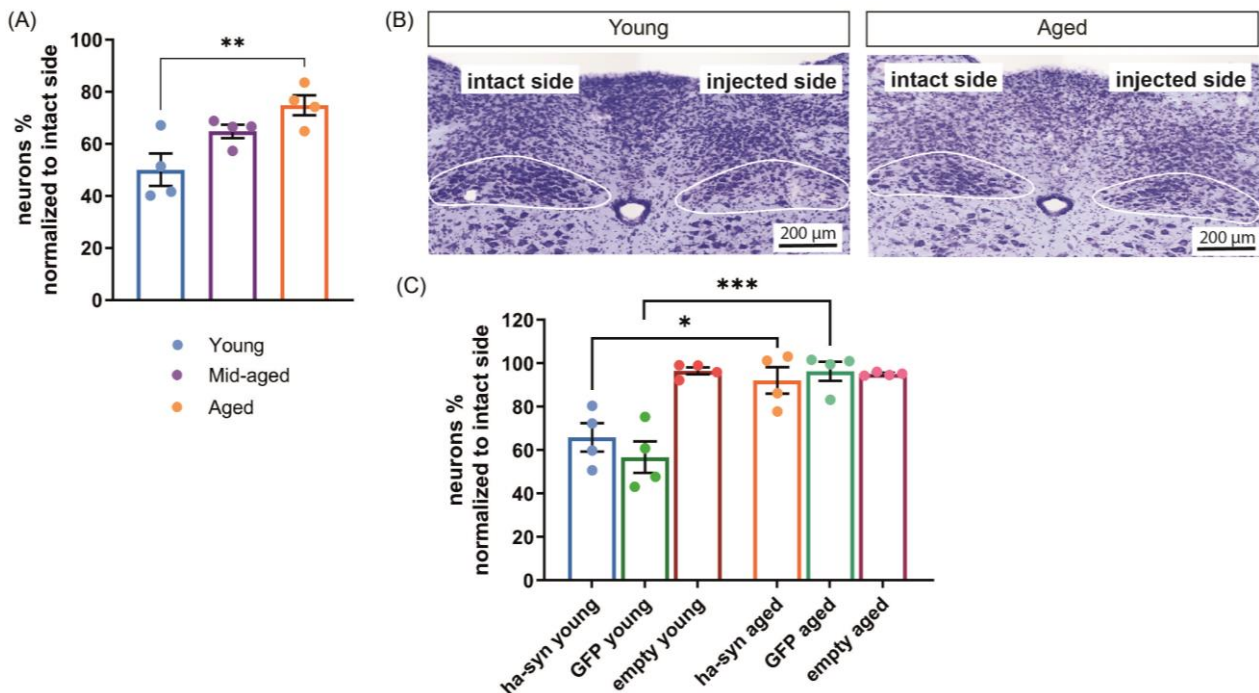 (A)
100
80
60
40
20
0
neurons %
normalized to intact side
**
Young
Mid-aged
Aged
(B)
Young
intact side
injected side
200 µm
Aged
intact side
injected side
200 µm
(C)
120
100
80
60
40
20
0
neurons %
normalized to intact side
*
***
ha-syn young
GFP young
empty young
ha-syn aged
GFP aged
empty aged